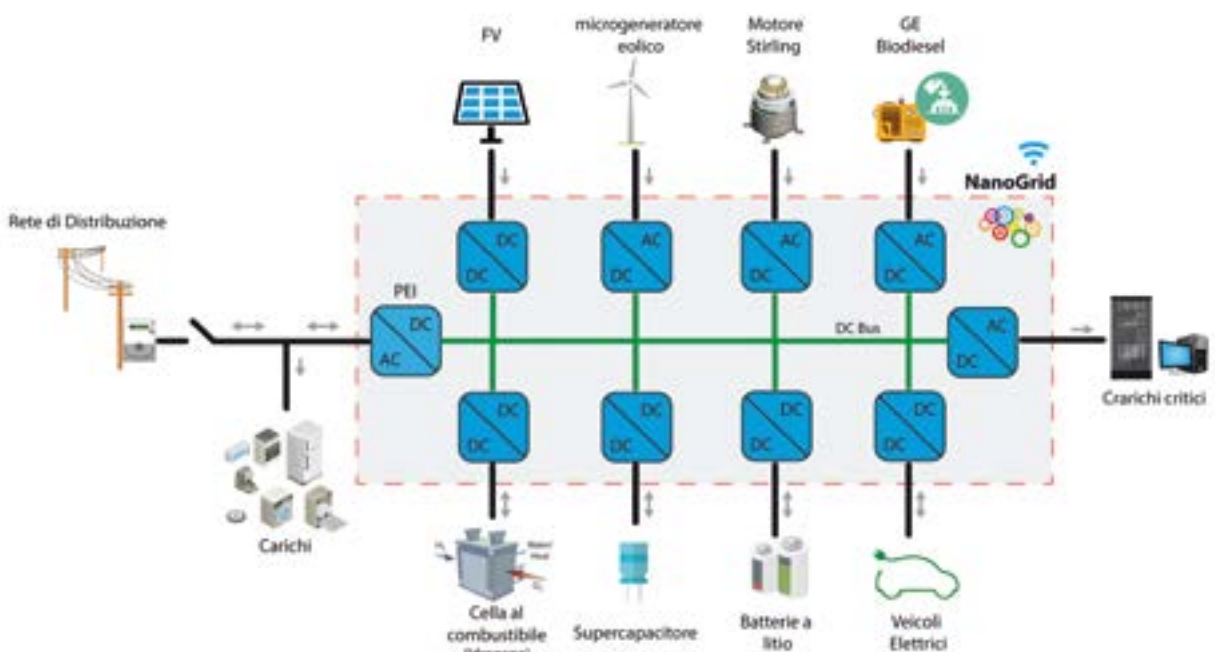 FV
microgeneratore
eolico
Motore
Stirling
GE
Biodiesel
NanoGrid
Rete di Distribuzione
PEI
DC
DC
AC
DC
AC
DC
AC
DC
DC
AC
DC Bus
AC
DC
DC
DC
DC
DC
DC
DC
DC
DC
Crarichi critici
Carichi
Cella al
combustibile
Supercapacitore
Batterie a
litio
Veicoli
Elettrici